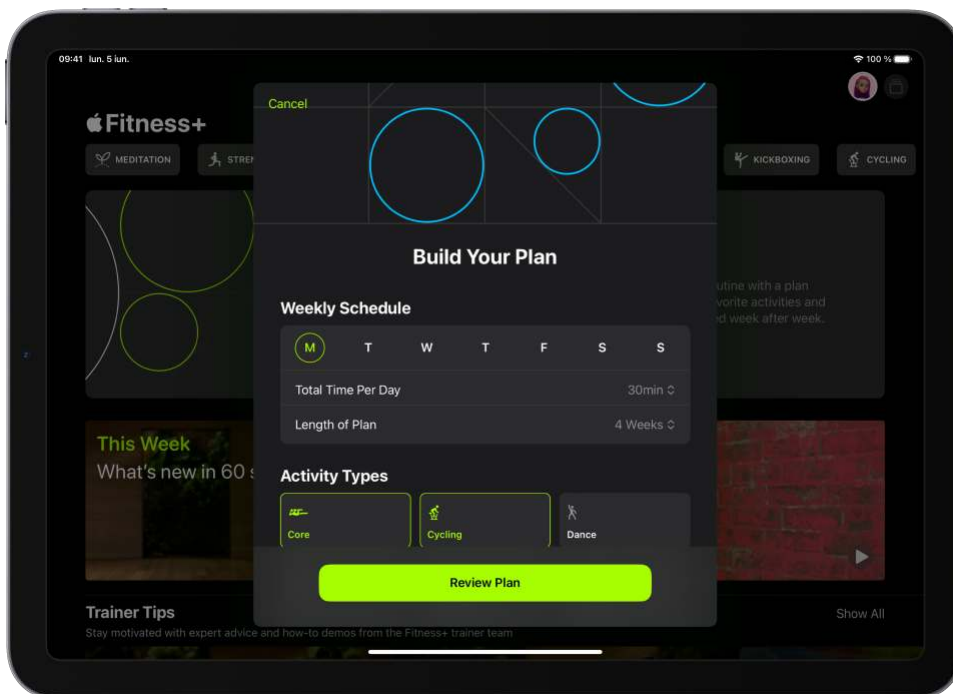 09:41 lun. 5 iun.
100 %
Cancel
Fitness+
MEDITATION
STREN
KICKBOXING
CYCLING
Build Your Plan
utine with a plan
vorite activities and
d week after week.
Weekly Schedule
M T W T F S S
Total Time Per Day 30min
Length of Plan 4 Weeks
This Week
What's new in 60 s
Activity Types
Core
Cycling
Dance
Review Plan
Trainer Tips
Show All
Stay motivated with expert advice and how-to demos from the Fitness+ trainer team